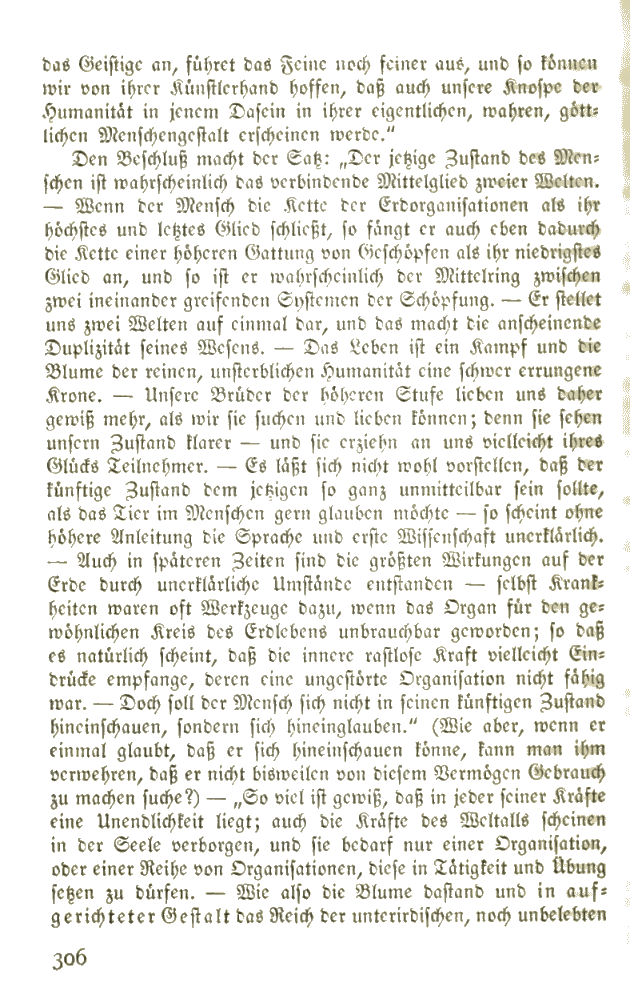 das Geistige an, führet das Feine noch feiner aus, und so können
wir von ihrer Künstlerhand hoffen, daß auch unsere Knospe der
Humanität in jenem Dasein in ihrer eigentlichen, wahren, gött-
lichen Menschengestalt erscheinen werde.“
Den Beschluß macht der Satz: „Der jetzige Zustand des Men-
schen ist wahrscheinlich das verbindende Mittelglied zweier Welten.
— Wenn der Mensch die Kette der Erdorganisationen als ihr
höchstes und letztes Glied schließt, so fängt er auch eben dadurch
die Kette einer höheren Gattung von Geschöpfen als ihr niedrigstes
Glied an, und so ist er wahrscheinlich der Mittelring zwischen
zwei ineinander greifenden Systemen der Schöpfung. — Er stellet
uns zwei Welten auf einmal dar, und das macht die anscheinende
Duplizität seines Wesens. — Das Leben ist ein Kampf und die
Blume der reinen, unsterblichen Humanität eine schwer errungene
Krone. — Unsere Brüder der höheren Stufe lieben uns daher
gewiß mehr, als wir sie suchen und lieben können; denn sie sehen
unsern Zustand klarer — und sie erziehn an uns vielleicht ihres
Glücks Teilnehmer. — Es läßt sich nicht wohl vorstellen, daß der
künftige Zustand dem jetzigen so ganz unmitteilbar sein sollte,
als das Tier im Menschen gern glauben möchte — so scheint ohne
höhere Anleitung die Sprache und erste Wissenschaft unerklärlich.
— Auch in späteren Zeiten sind die größten Wirkungen auf der
Erde durch unerklärliche Umstände entstanden — selbst Krank-
heiten waren oft Werkzeuge dazu, wenn das Organ für den ge-
wöhnlichen Kreis des Erdlebens unbrauchbar geworden; so daß
es natürlich scheint, daß die innere rastlose Kraft vielleicht Ein-
drücke empfange, deren eine ungestörte Organisation nicht fähig
war. — Doch soll der Mensch sich nicht in seinen künftigen Zustand
hineinschauen, sondern sich hineinglauben.“ (Wie aber, wenn er
einmal glaubt, daß er sich hineinschauen könne, kann man ihm
verwehren, daß er nicht bisweilen von diesem Vermögen Gebrauch
zu machen suche?) — „So viel ist gewiß, daß in jeder seiner Kräfte
eine Unendlichkeit liegt; auch die Kräfte des Weltalls scheinen
in der Seele verborgen, und sie bedarf nur einer Organisation,
oder einer Reihe von Organisationen, diese in Tätigkeit und Übung
setzen zu dürfen. — Wie also die Blume dastand und in auf-
gerichteter Gestalt das Reich der unterirdischen, noch unbelebten
306